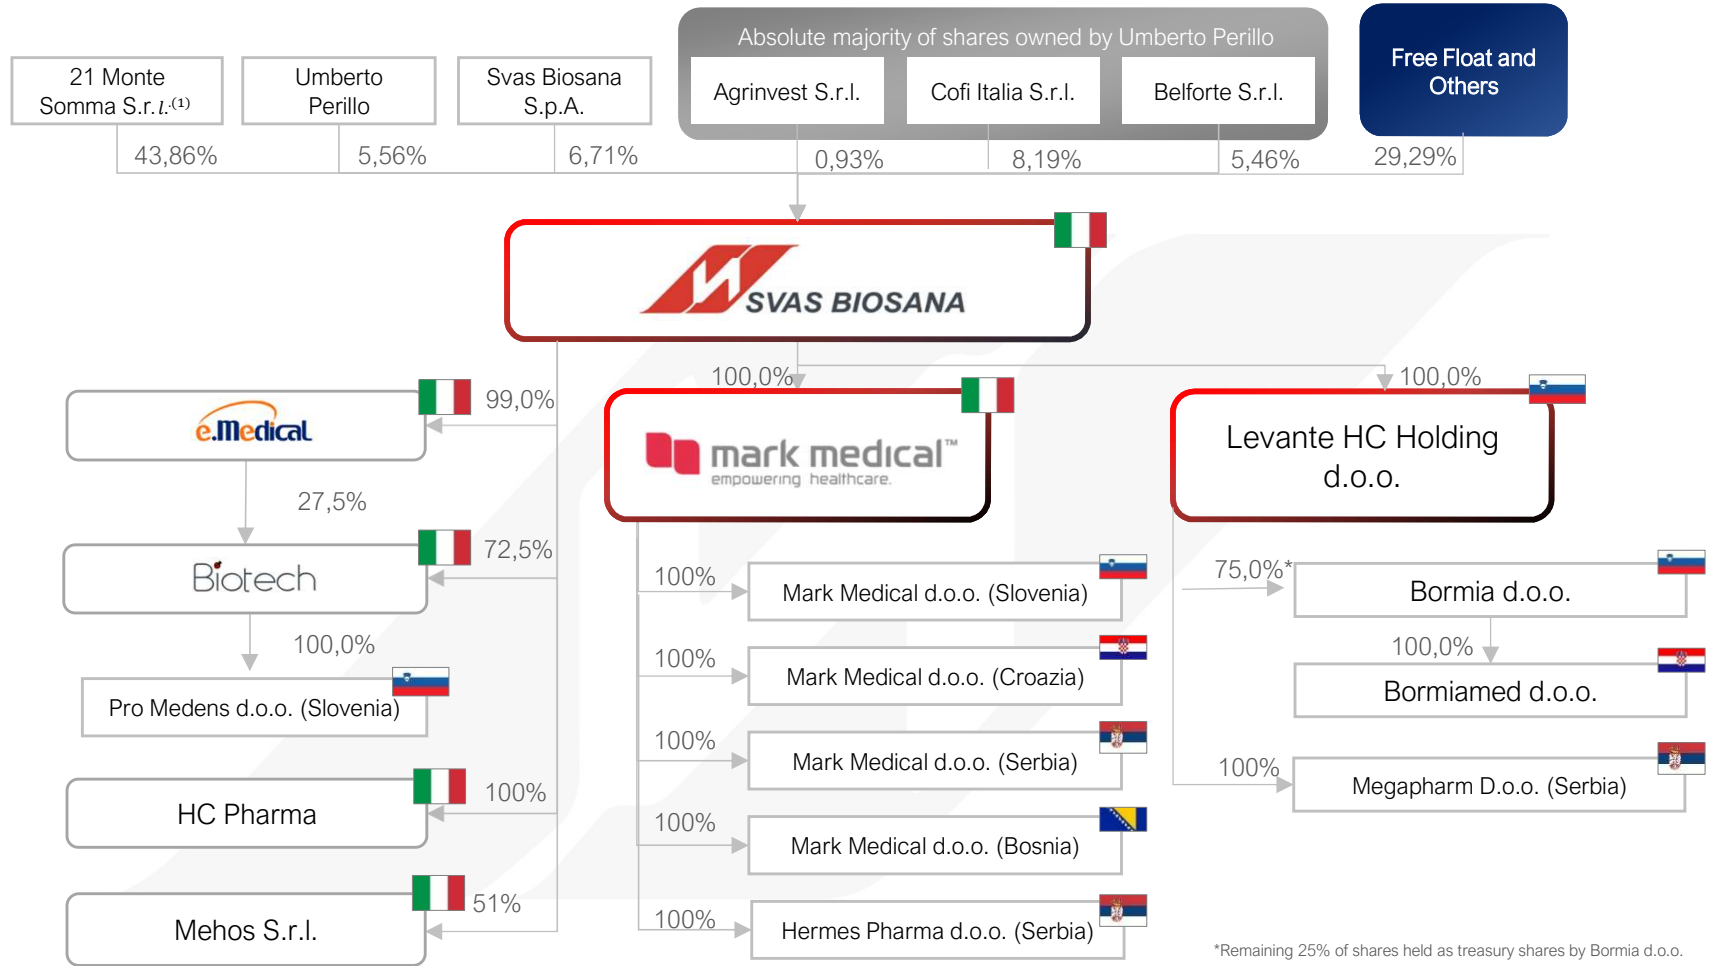 Absolute majority of shares owned by Umberto Perillo
21 Monte
Somma S.r.l.⁽¹⁾
Umberto
Perillo
Svas Biosana
S.p.A.
Agrinvest S.r.l.
Cofi Italia S.r.l.
Belforte S.r.l.
Free Float and
Others
43,86%
5,56%
6,71%
0,93%
8,19%
5,46%
29,29%
SVAS BIOSANA
99,0%
e.Medical
27,5%
72,5%
Biotech
100,0%
Pro Medens d.o.o. (Slovenia)
100%
HC Pharma
51%
Mehos S.r.l.
100,0%
mark medical™
empowering healthcare.
100%
Mark Medical d.o.o. (Slovenia)
100%
Mark Medical d.o.o. (Croazia)
100%
Mark Medical d.o.o. (Serbia)
100%
Mark Medical d.o.o. (Bosnia)
100%
Hermes Pharma d.o.o. (Serbia)
100,0%
Levante HC Holding
d.o.o.
75,0%*
Bormia d.o.o.
100,0%
Bormiamed d.o.o.
100%
Megapharm D.o.o. (Serbia)
*Remaining 25% of shares held as treasury shares by Bormia d.o.o.